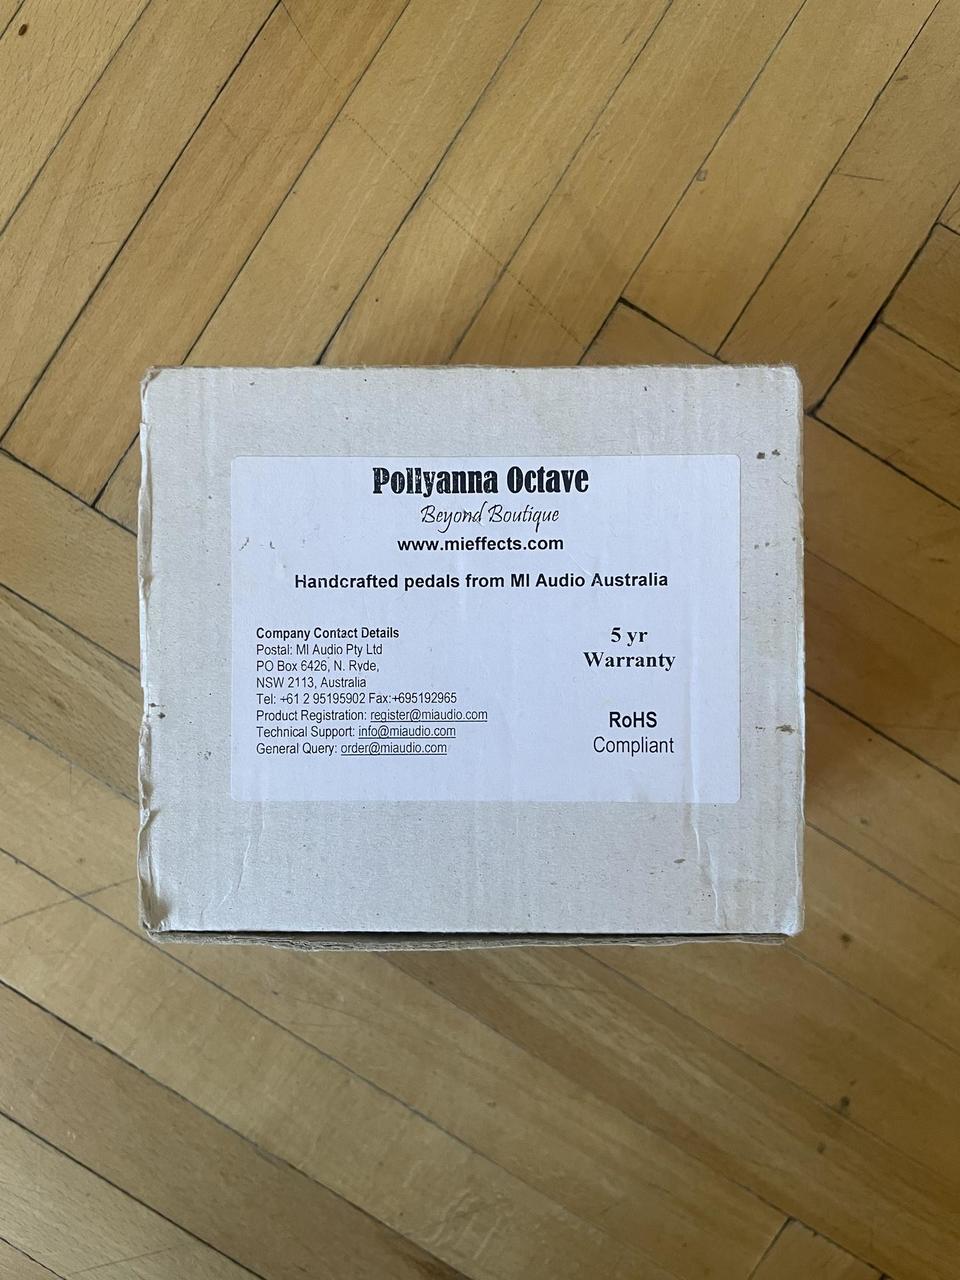 Pollyanna Octave
Beyond Boutique
www.mieffects.com
Handcrafted pedals from MI Audio Australia
Company Contact Details
Postal: MI Audio Pty Ltd
PO Box 6426, N. Ryde,
NSW 2113, Australia
Tel: +61 2 95195902 Fax:+695192965
Product Registration: register@miaudio.com
Technical Support: info@miaudio.com
General Query: order@miaudio.com
5 yr
Warranty
RoHS
Compliant